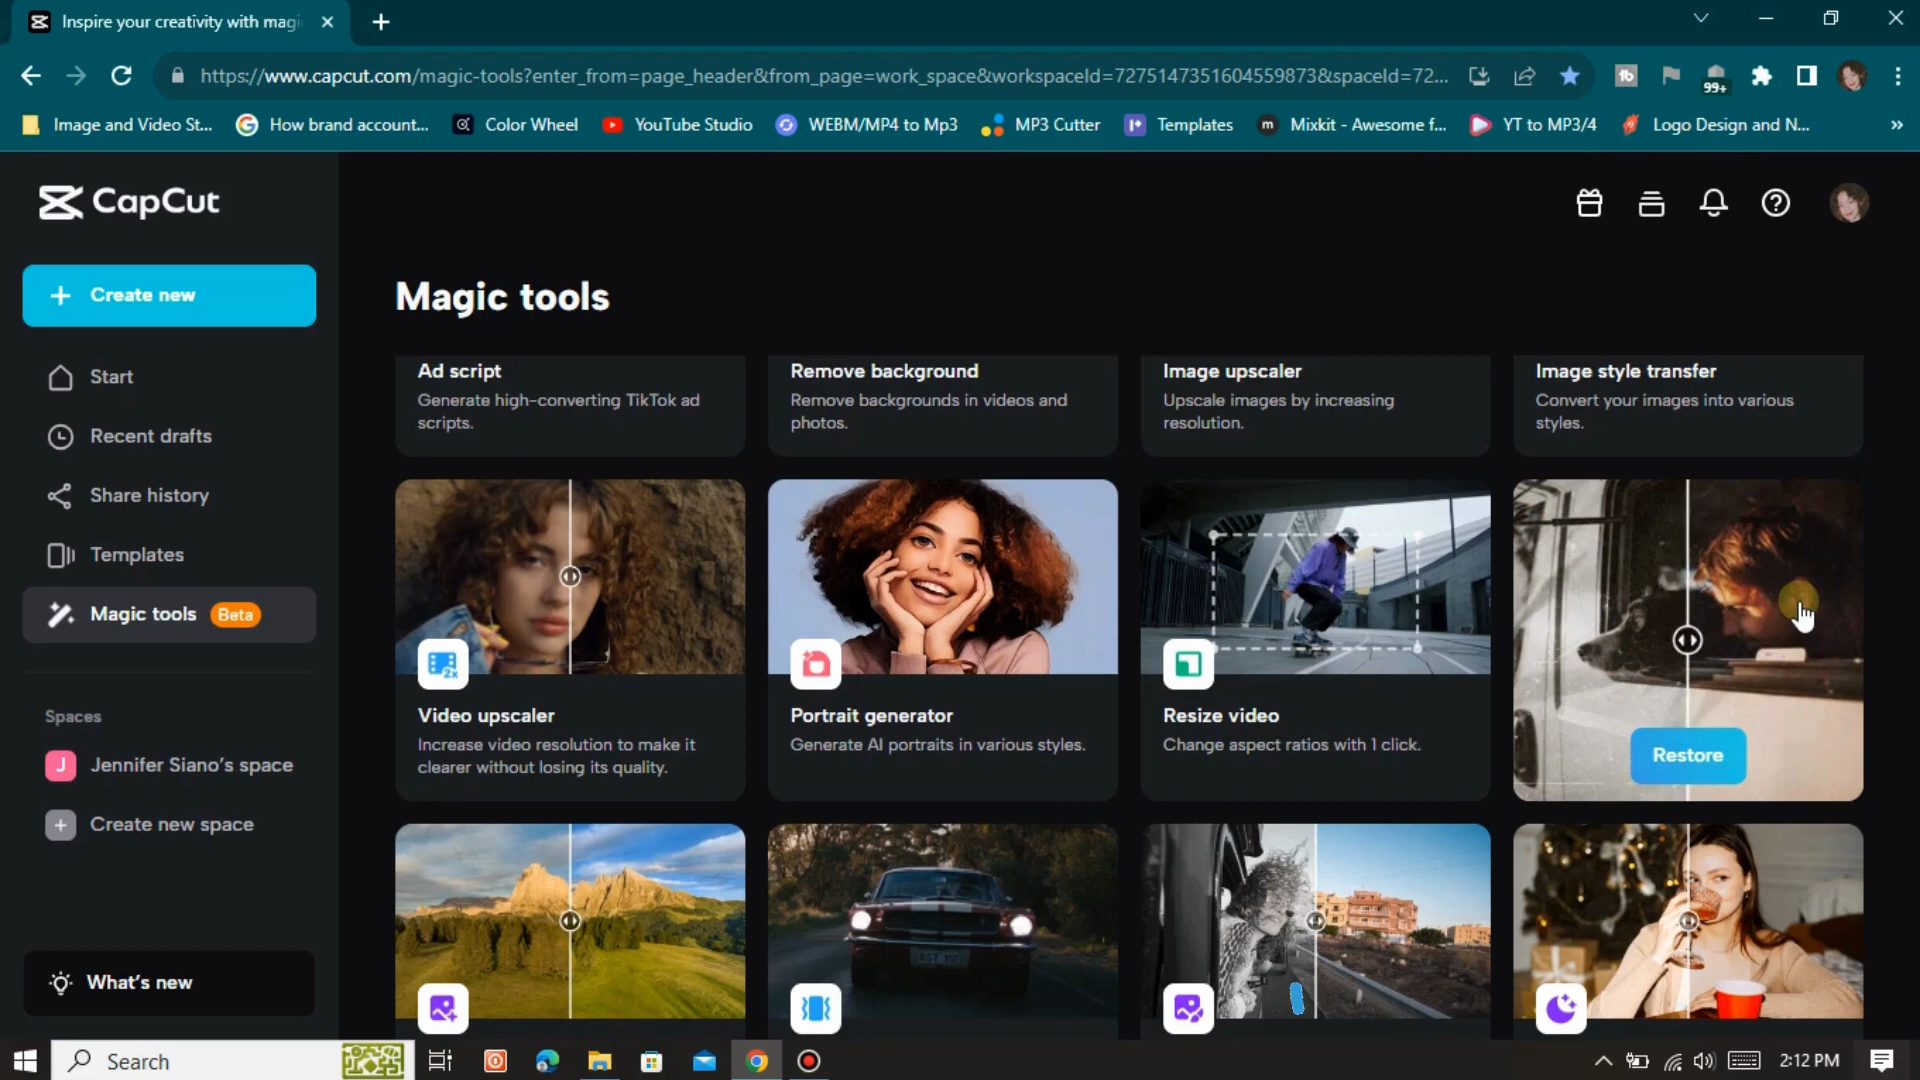 Inspire your creativity with magi
https://www.capcut.com/magic-tools?enter_from=page_header&from_page=work_space&workspaceId=7275147351604559873&spaceId=72...
99+
Image and Video St...
How brand account...
Color Wheel
YouTube Studio
WEBM/MP4 to Mp3
MP3 Cutter
Templates
Mixkit - Awesome f...
YT to MP3/4
Logo Design and N...
CapCut
Create new
Start
Recent drafts
Share history
Templates
Magic tools Beta
Spaces
J Jennifer Siano's space
Create new space
What's new
Magic tools
Ad script
Generate high-converting TikTok ad
scripts.
Remove background
Remove backgrounds in videos and
photos.
Image upscaler
Upscale images by increasing
resolution.
Image style transfer
Convert your images into various
styles.
2x
Video upscaler
Increase video resolution to make it
clearer without losing its quality.
Portrait generator
Generate AI portraits in various styles.
Resize video
Change aspect ratios with 1 click.
Restore
Search
2:12 PM